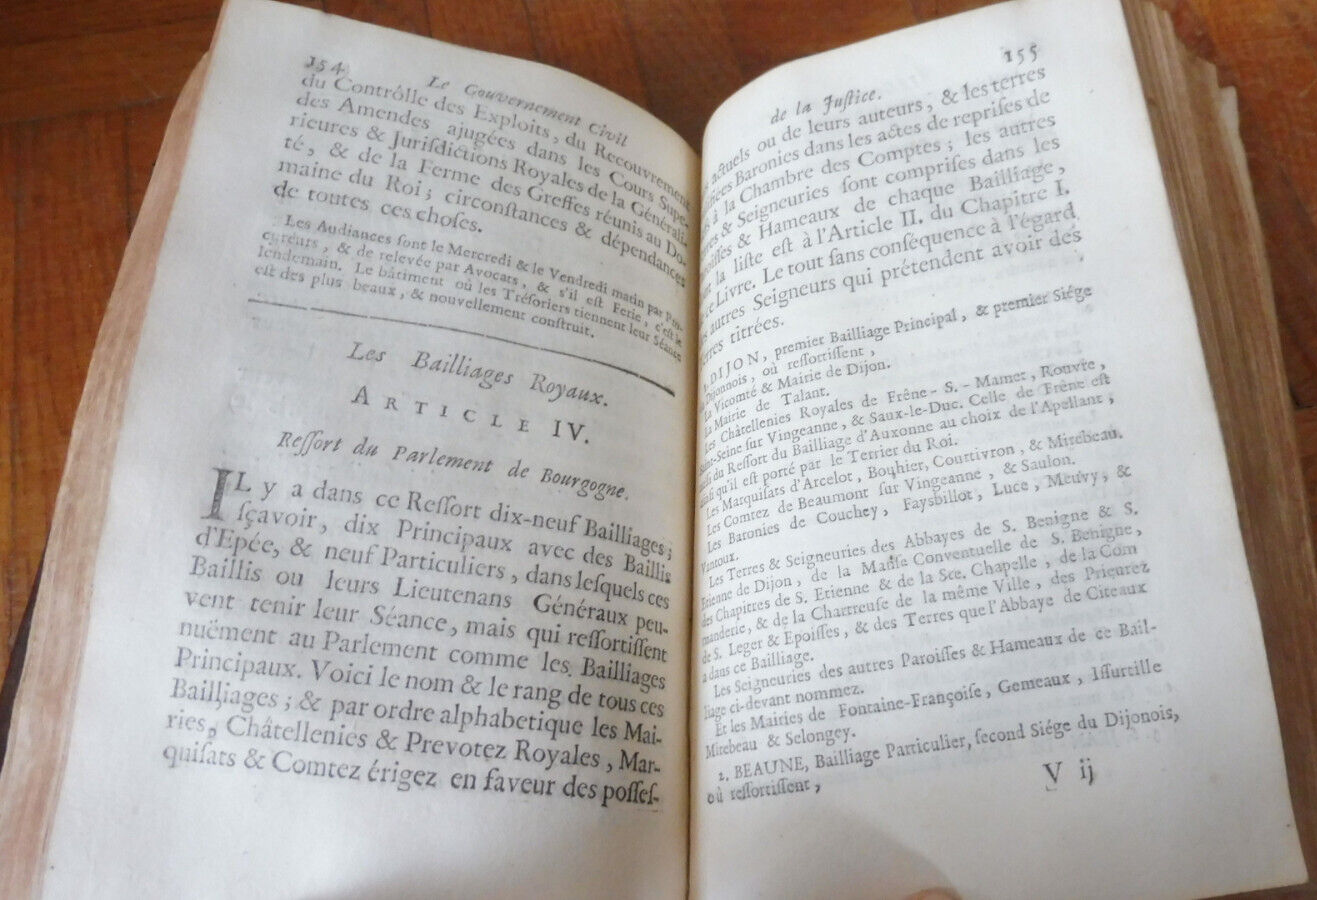 154
Le Gouvernement Civil
du Contrôlle des Exploits, du Recouvrement
des Amendes ajugées dans les Cours Supe-
rieures & Jurisdictions Royales de la Générali-
té, & de la Ferme des Greffes réunis au Do-
maine du Roi; circonstances & dépendances
de toutes ces choses.
Les Audiances sont le Mercredi & le Vendredi matin par Pro-
cureurs, & de relevée par Avocats, & s'il est Ferie, c'est le
lendemain. Le bâtiment où les Trésoriers tiennent leur Séance
est des plus beaux, & nouvellement construit.
Les Bailliages Royaux.
ARTICLE IV.
Ressort du Parlement de Bourgogne.
IL y a dans ce Ressort dix-neuf Bailliages;
sçavoir, dix Principaux avec des Baillis
d'Epée, & neuf Particuliers, dans lesquels ces
Baillis ou leurs Lieutenans Généraux peu-
vent tenir leur Séance, mais qui ressortissent
nuëment au Parlement comme les Bailliages
Principaux. Voici le nom & le rang de tous ces
Bailliages; & par ordre alphabetique les Mai-
ries, Châtellenies & Prevotez Royales, Mar-
quisats & Comtez érigez en faveur des posses-
155
de la Justice.
actuels ou de leurs auteurs, & les terres
Baronies dans les actes de reprises de
à la Chambre des Comptes; les autres
& Seigneuries sont comprises dans les
& Hameaux de chaque Bailliage,
la liste est à l'Article II. du Chapitre I.
Livre. Le tout sans conséquence à l'égard
autres Seigneurs qui prétendent avoir des
titrées.
1. DIJON, premier Bailliage Principal, & premier Siége
Dijonnois, où ressortissent,
La Vicomté & Mairie de Dijon.
La Mairie de Talant.
Les Châtellenies Royales de Frêne-S.-Mamet, Rouvre,
Saint-Seine sur Vingeanne, & Saux-le-Duc. Celle de Frêne est
du Ressort du Bailliage d'Auxonne au choix de l'Apellant,
qu'il est porté par le Terrier du Roi.
Les Marquisats d'Arcelot, Bouhier, Courtivron, & Mirebeau.
Les Comtez de Beaumont sur Vingeanne, & Saulon.
Les Baronies de Couchey, Faysbillot, Luce, Meuvy, &
Vantoux.
Les Terres & Seigneuries des Abbayes de S. Benigne & S.
Etienne de Dijon, de la Manse Conventuelle de S. Benigne,
des Chapitres de S. Etienne & de la Ste. Chapelle, de la Com
manderie, & de la Chartreuse de la même Ville, des Prieurez
de S. Leger & Epoisses, & des Terres que l'Abbaye de Citeaux
a dans ce Bailliage.
Les Seigneuries des autres Paroisses & Hameaux de ce Bail-
liage ci-devant nommez.
Et les Mairies de Fontaine-Françoise, Gemeaux, Issurtille
Mirebeau & Selongey.
2. BEAUNE, Bailliage Particulier, second Siége du Dijonois,
où ressortissent,
V ij